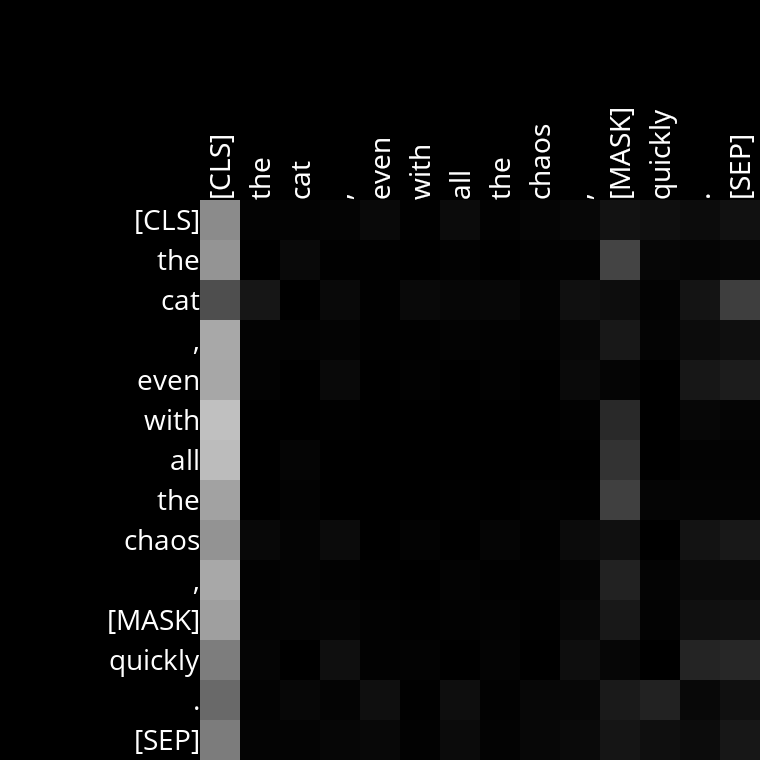 [CLS] the cat , even with all the chaos , [MASK] quickly . [SEP]
[CLS]
the
cat
,
even
with
all
the
chaos
,
[MASK]
quickly
.
[SEP]